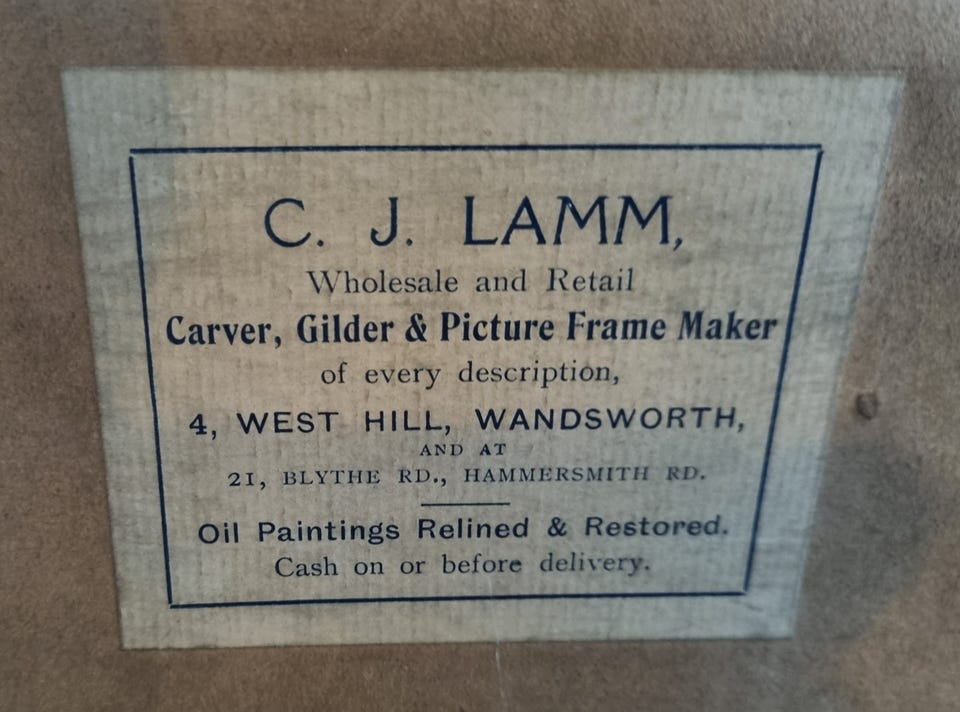 C. J. LAMM,
Wholesale and Retail
Carver, Gilder & Picture Frame Maker
of every description,
4, WEST HILL, WANDSWORTH,
AND AT
21, BLYTHE RD., HAMMERSMITH RD.
Oil Paintings Relined & Restored.
Cash on or before delivery.